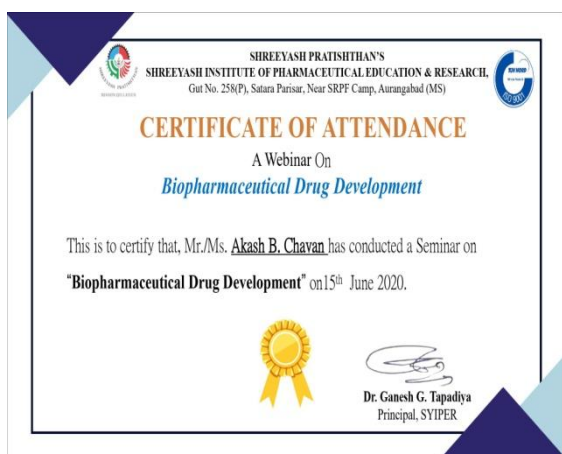 SHREEYASH PRATISHTHAN'S
SHREEYASH INSTITUTE OF PHARMACEUTICAL EDUCATION & RESEARCH,
Gut No. 258(P), Satara Parisar, Near SRPF Camp, Aurangabad (MS)
ISO 9001
CERTIFICATE OF ATTENDANCE
A Webinar On
Biopharmaceutical Drug Development
This is to certify that, Mr./Ms. Akash B. Chavan has conducted a Seminar on
"Biopharmaceutical Drug Development" on15th June 2020.
Dr. Ganesh G. Tapadiya
Principal, SYIPER